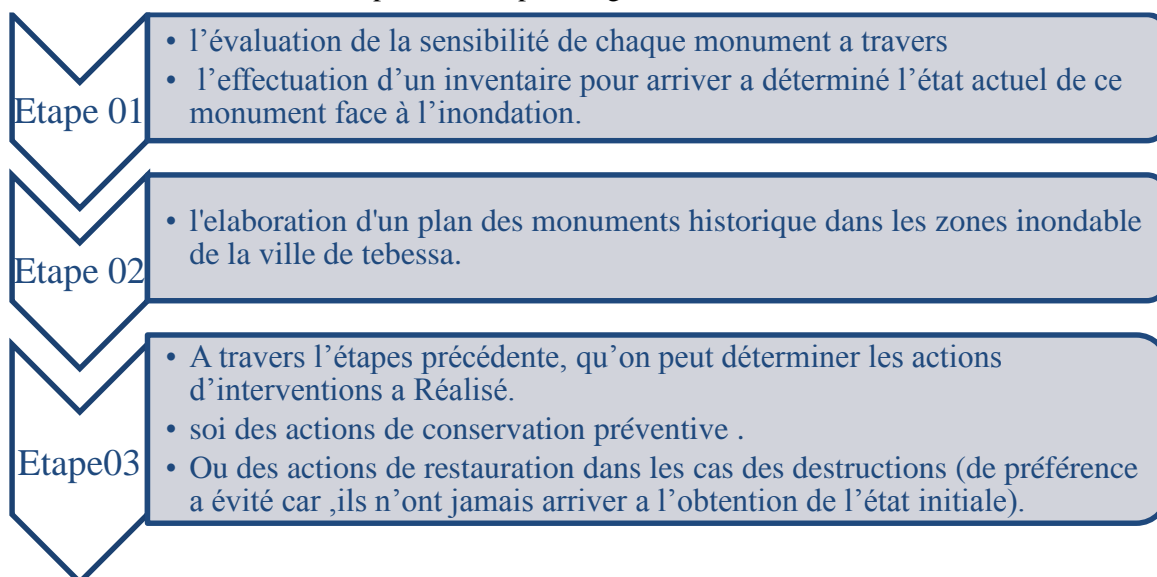 • l’évaluation de la sensibilité de chaque monument a travers
• l’effectuation d’un inventaire pour arriver a déterminé l’état actuel de ce
monument face à l’inondation.
Etape 01
• l'elaboration d'un plan des monuments historique dans les zones inondable
de la ville de tebessa.
Etape 02
• A travers l’étapes précédente, qu’on peut déterminer les actions
d’interventions a Réalisé.
• soi des actions de conservation préventive .
Etape03
• Ou des actions de restauration dans les cas des destructions (de préférence
a évité car ,ils n’ont jamais arriver a l’obtention de l’état initiale).